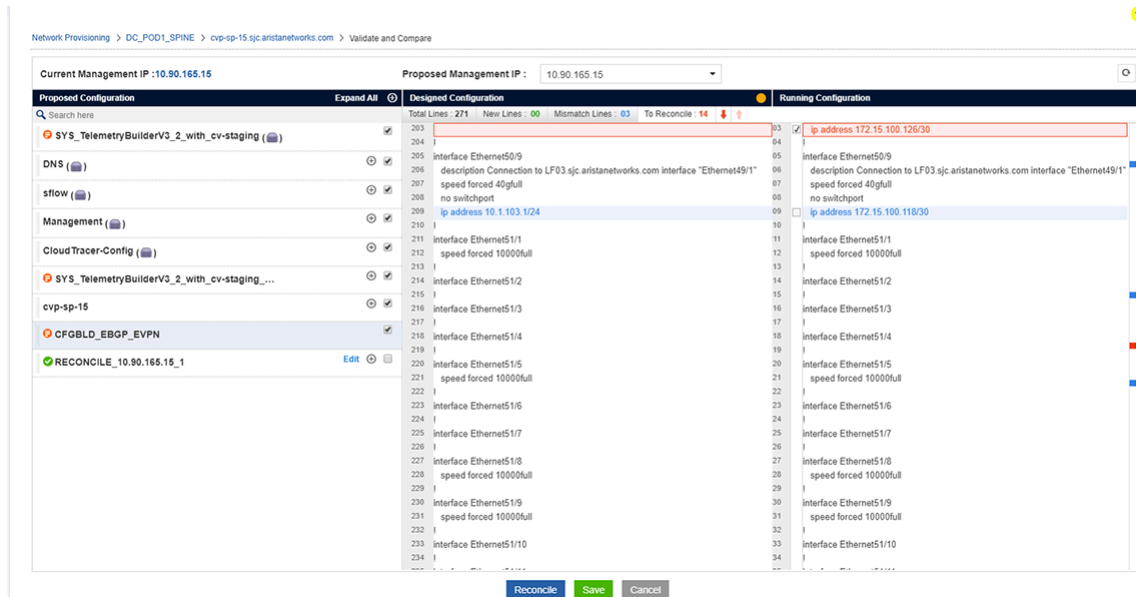 Network Provisioning > DC_POD1_SPINE > cvp-sp-15.sjc.aristanetworks.com > Validate and Compare
Current Management IP :10.90.165.15
Proposed Management IP : 10.90.165.15
Proposed Configuration Expand All
Search here
SYS_TelemetryBuilderV3_2_with_cv-staging ( )
DNS ( )
sflow ( )
Management ( )
CloudTracer-Config ( )
SYS_TelemetryBuilderV3_2_with_cv-staging_...
cvp-sp-15
CFGBLD_EBGP_EVPN
RECONCILE_10.90.165.15_1 Edit
Designed Configuration
Total Lines : 271 New Lines : 00 Mismatch Lines : 03 To Reconcile : 14
203
204 !
205 interface Ethernet50/9
206 description Connection to LF03.sjc.aristanetworks.com interface "Ethernet49/1"
207 speed forced 40gfull
208 no switchport
209 ip address 10.1.103.1/24
210 !
211 interface Ethernet51/1
212 speed forced 10000full
213 !
214 interface Ethernet51/2
215 !
216 interface Ethernet51/3
217 !
218 interface Ethernet51/4
219 !
220 interface Ethernet51/5
221 speed forced 10000full
222 !
223 interface Ethernet51/6
224 !
225 interface Ethernet51/7
226 !
227 interface Ethernet51/8
228 speed forced 10000full
229 !
230 interface Ethernet51/9
231 speed forced 10000full
232 !
233 interface Ethernet51/10
234 !
Running Configuration
03 ip address 172.15.100.126/30
04 !
05 interface Ethernet50/9
06 description Connection to LF03.sjc.aristanetworks.com interface "Ethernet49/1"
07 speed forced 40gfull
08 no switchport
09 ip address 172.15.100.118/30
10 !
11 interface Ethernet51/1
12 speed forced 10000full
13 !
14 interface Ethernet51/2
15 !
16 interface Ethernet51/3
17 !
18 interface Ethernet51/4
19 !
20 interface Ethernet51/5
21 speed forced 10000full
22 !
23 interface Ethernet51/6
24 !
25 interface Ethernet51/7
26 !
27 interface Ethernet51/8
28 speed forced 10000full
29 !
30 interface Ethernet51/9
31 speed forced 10000full
32 !
33 interface Ethernet51/10
34 !
Reconcile Save Cancel